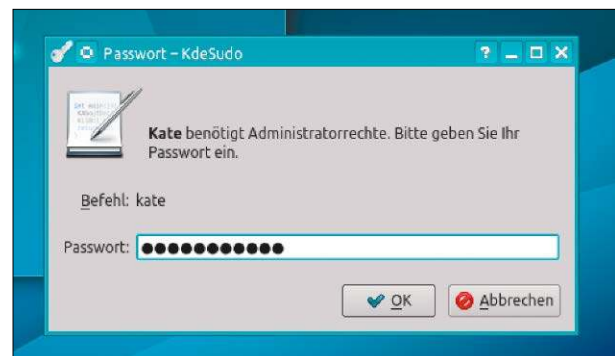 Passwort – KdeSudo
Kate benötigt Administratorrechte. Bitte geben Sie Ihr
Passwort ein.
Befehl: kate
Passwort: ●●●●●●●●●●●
OK
Abbrechen